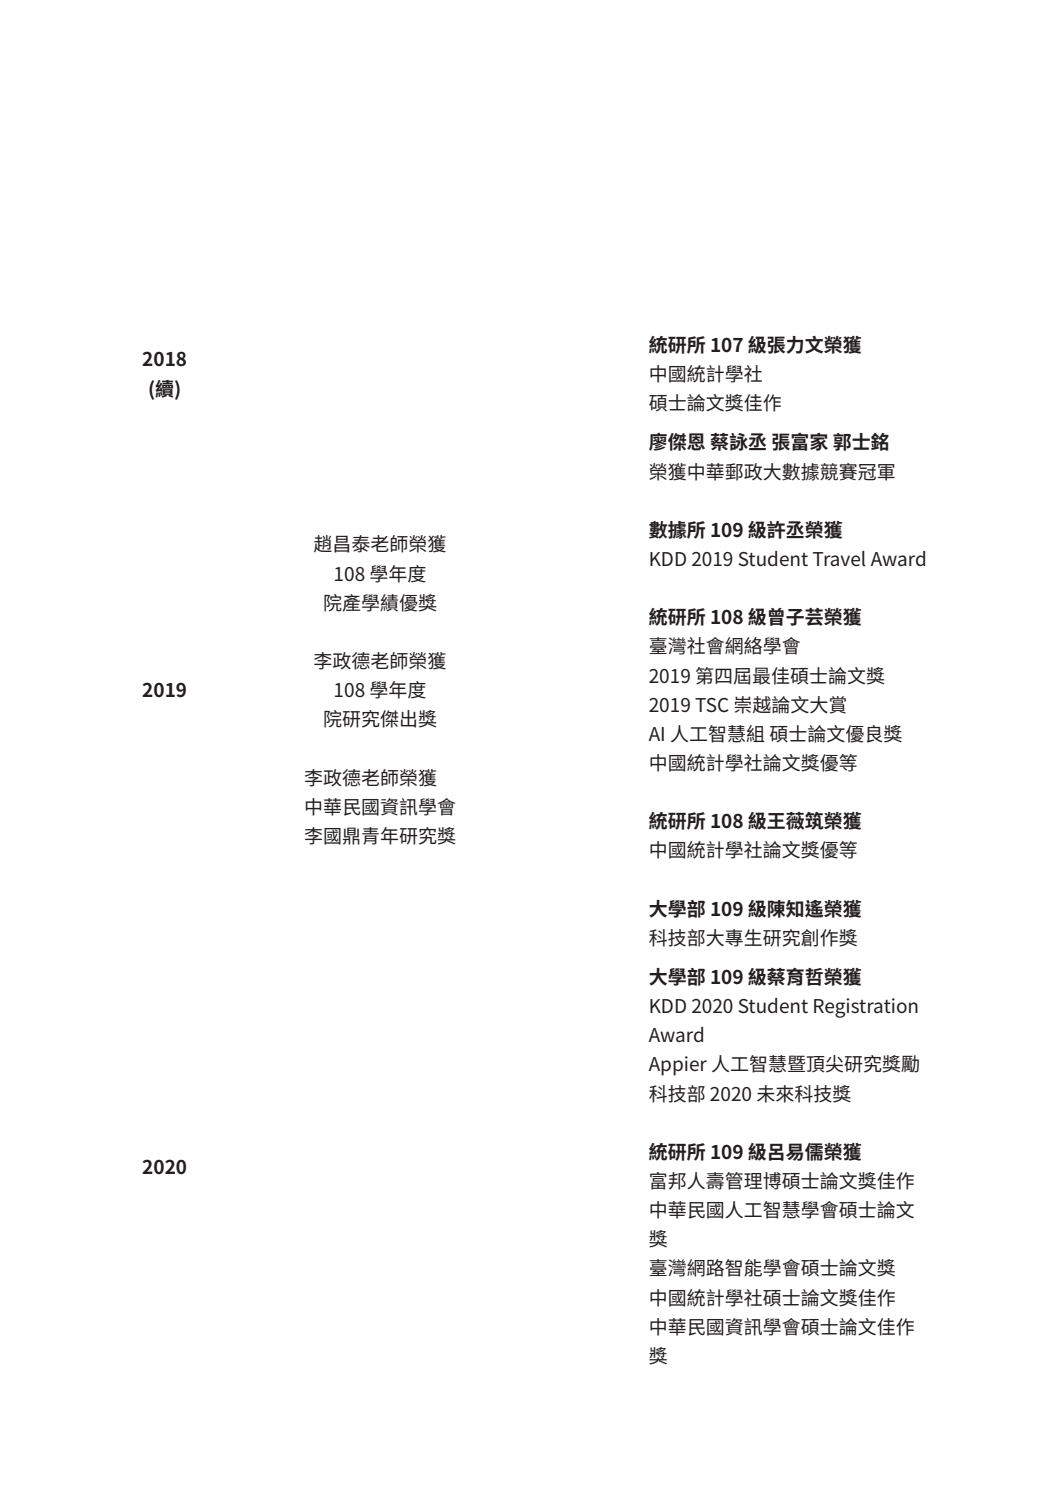 2018
(續)
統研所 107 級張力文榮獲
中國統計學社
碩士論文獎佳作
廖傑恩 蔡詠丞 張富家 郭士銘
榮獲中華郵政大數據競賽冠軍
2019
趙昌泰老師榮獲
108 學年度
院產學績優獎
李政德老師榮獲
108 學年度
院研究傑出獎
李政德老師榮獲
中華民國資訊學會
李國鼎青年研究獎
數據所 109 級許丞榮獲
KDD 2019 Student Travel Award
統研所 108 級曾子芸榮獲
臺灣社會網絡學會
2019 第四屆最佳碩士論文獎
2019 TSC 崇越論文大賞
AI 人工智慧組 碩士論文優良獎
中國統計學社論文獎優等
統研所 108 級王薇筑榮獲
中國統計學社論文獎優等
大學部 109 級陳知遙榮獲
科技部大專生研究創作獎
2020
大學部 109 級蔡育哲榮獲
KDD 2020 Student Registration
Award
Appier 人工智慧暨頂尖研究獎勵
科技部 2020 未來科技獎
統研所 109 級呂易儒榮獲
富邦人壽管理博碩士論文獎佳作
中華民國人工智慧學會碩士論文
獎
臺灣網路智能學會碩士論文獎
中國統計學社碩士論文獎佳作
中華民國資訊學會碩士論文佳作
獎